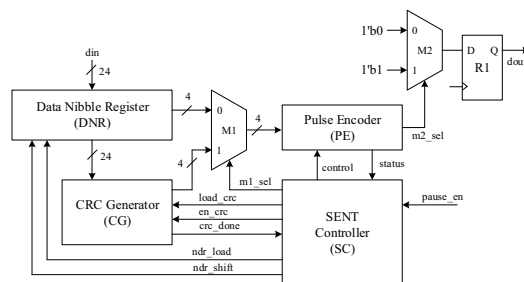 1'b0
0
M2
1'b1
1
D
Q
R1
dout
din
24
Data Nibble Register
(DNR)
4
0
M1
1
4
Pulse Encoder
(PE)
m2_sel
24
4
CRC Generator
(CG)
m1_sel
control
status
load_crc
en_crc
crc_done
SENT
Controller
(SC)
pause_en
ndr_load
ndr_shift